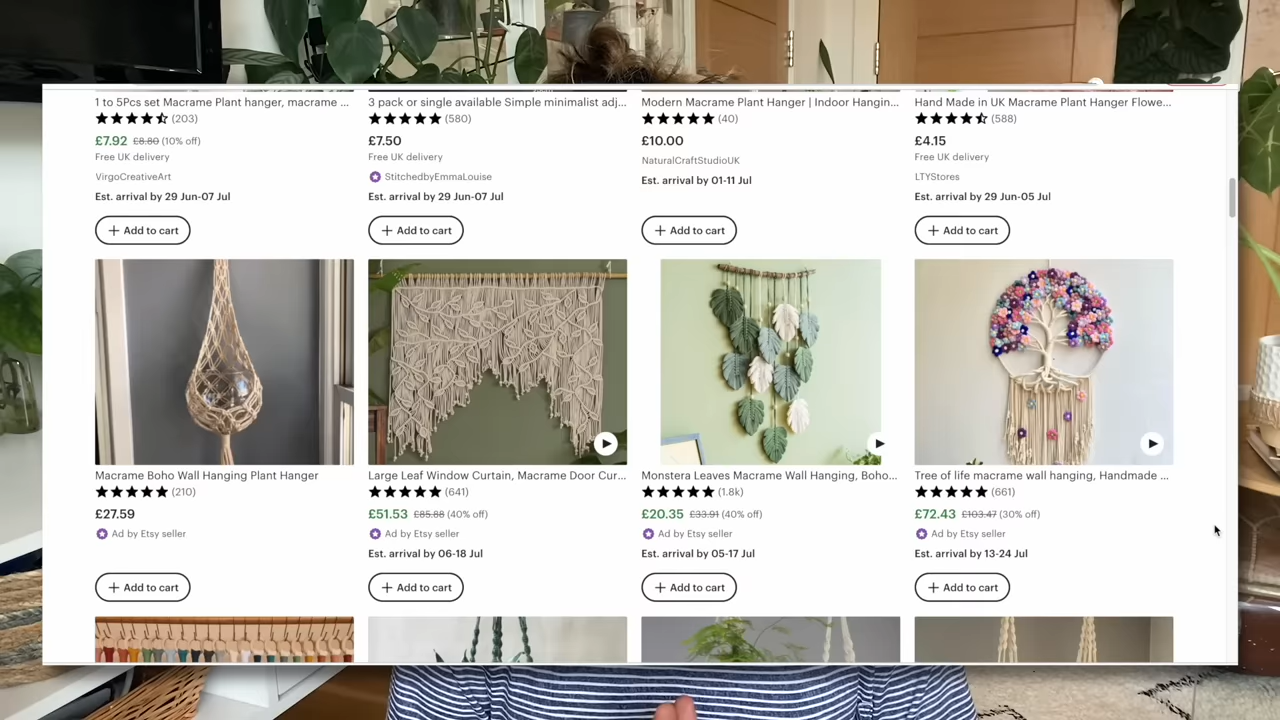 1 to 5Pcs set Macrame Plant hanger, macrame ...
(203)
£7.92 £8.80 (10% off)
Free UK delivery
VirgoCreativeArt
Est. arrival by 29 Jun-07 Jul
+ Add to cart
3 pack or single available Simple minimalist adj...
(580)
£7.50
Free UK delivery
StitchedbyEmmaLouise
Est. arrival by 29 Jun-07 Jul
+ Add to cart
Modern Macrame Plant Hanger | Indoor Hangin...
(40)
£10.00
NaturalCraftStudioUK
Est. arrival by 01-11 Jul
+ Add to cart
Hand Made in UK Macrame Plant Hanger Flowe...
(588)
£4.15
Free UK delivery
LTYStores
Est. arrival by 29 Jun-05 Jul
+ Add to cart
Macrame Boho Wall Hanging Plant Hanger
(210)
£27.59
Ad by Etsy seller
+ Add to cart
Large Leaf Window Curtain, Macrame Door Cur...
(641)
£51.53 £85.88 (40% off)
Ad by Etsy seller
Est. arrival by 06-18 Jul
+ Add to cart
Monstera Leaves Macrame Wall Hanging, Boho...
(1.8k)
£20.35 £33.91 (40% off)
Ad by Etsy seller
Est. arrival by 05-17 Jul
+ Add to cart
Tree of life macrame wall hanging, Handmade ...
(661)
£72.43 £103.47 (30% off)
Ad by Etsy seller
Est. arrival by 13-24 Jul
+ Add to cart